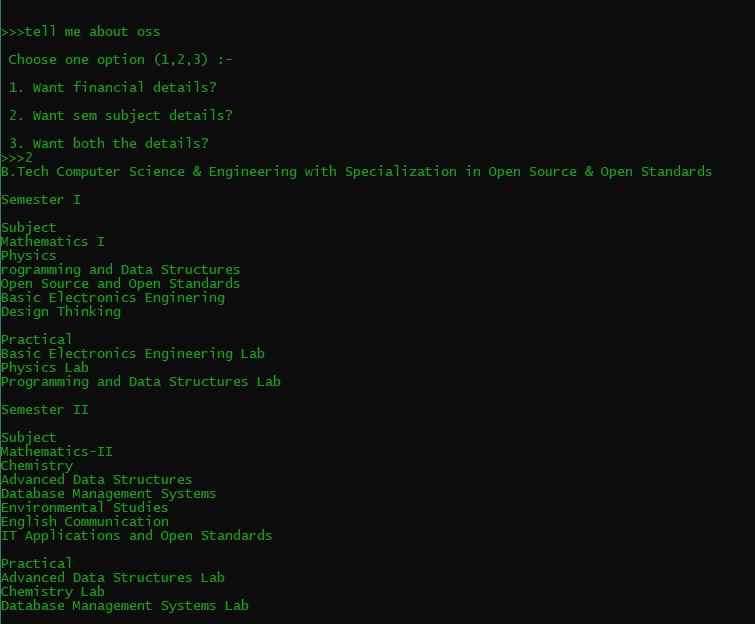 >>>tell me about oss
Choose one option (1,2,3) :-
1. Want financial details?
2. Want sem subject details?
3. Want both the details?
>>>2
B.Tech Computer Science & Engineering with Specialization in Open Source & Open Standards
Semester I
Subject
Mathematics I
Physics
rogramming and Data Structures
Open Source and Open Standards
Basic Electronics Enginering
Design Thinking
Practical
Basic Electronics Engineering Lab
Physics Lab
Programming and Data Structures Lab
Semester II
Subject
Mathematics-II
Chemistry
Advanced Data Structures
Database Management Systems
Environmental Studies
English Communication
IT Applications and Open Standards
Practical
Advanced Data Structures Lab
Chemistry Lab
Database Management Systems Lab